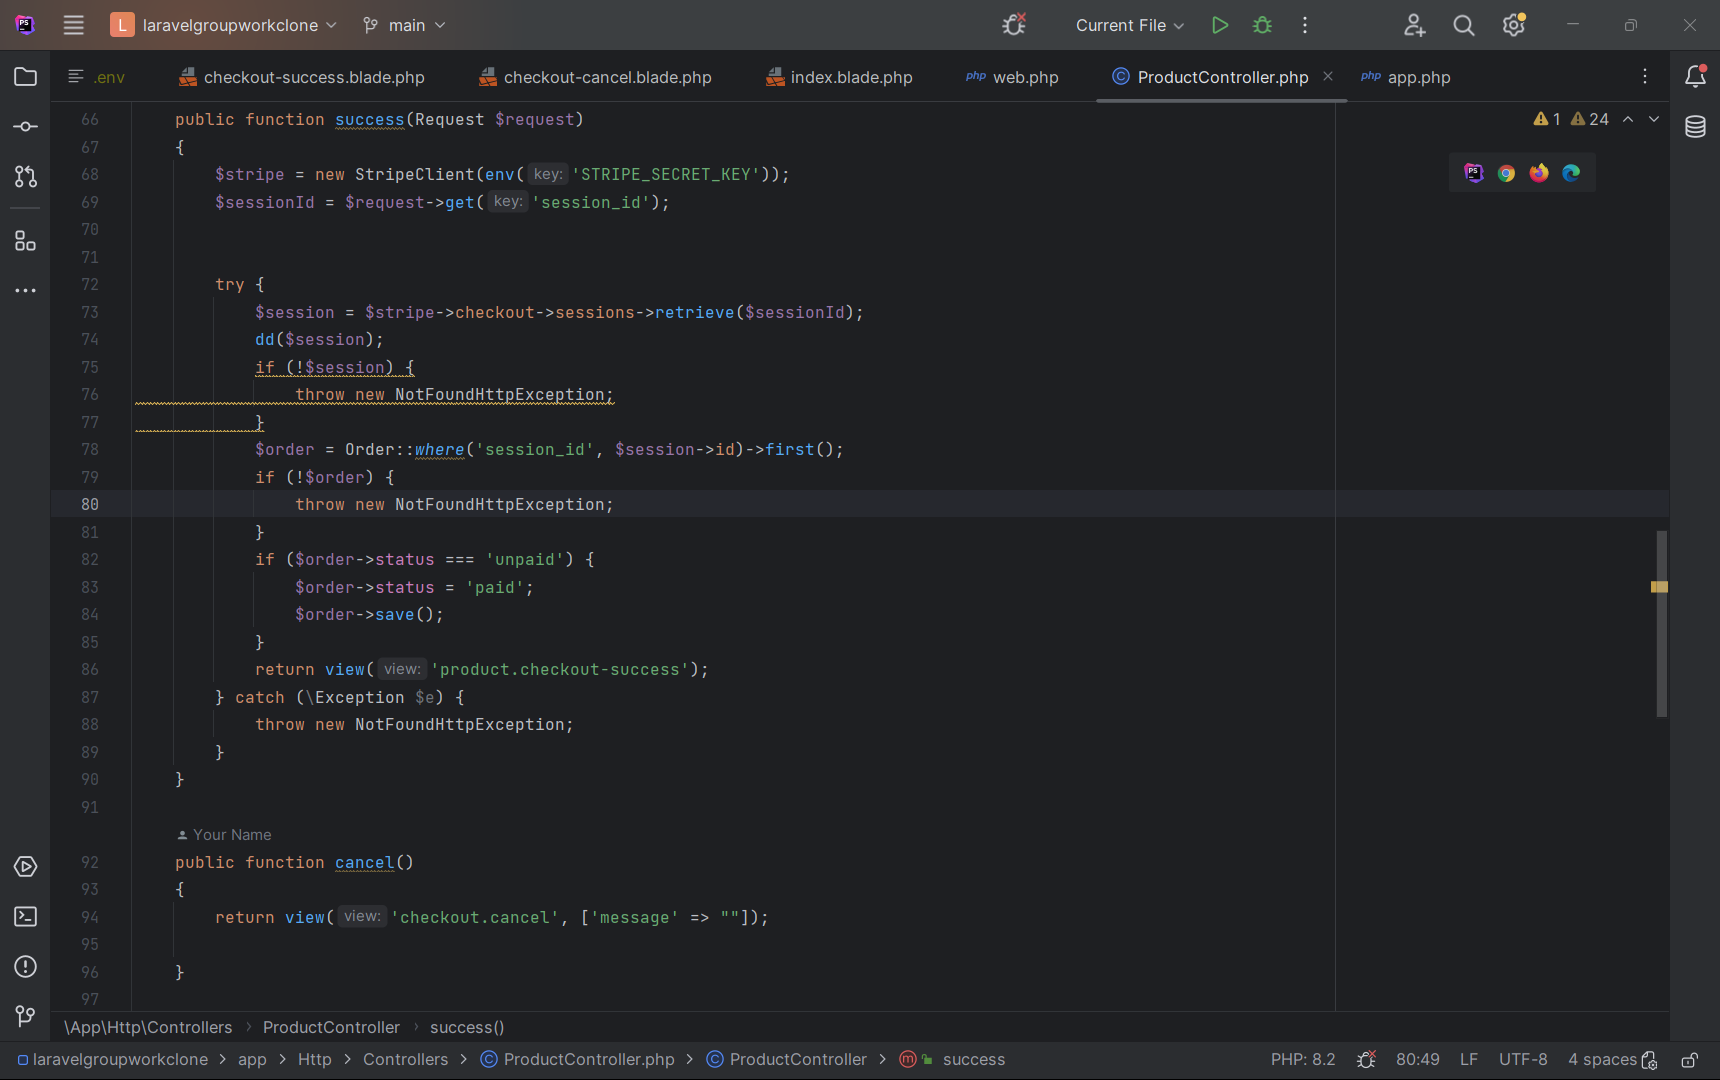 PS
L laravelgroupworkclone main Current File
.env checkout-success.blade.php checkout-cancel.blade.php index.blade.php php web.php C ProductController.php php app.php
66 public function success(Request $request) 1 24
67 {
68 $stripe = new StripeClient(env( key: 'STRIPE_SECRET_KEY'));
69 $sessionId = $request->get( key: 'session_id');
70
71
72 try {
73 $session = $stripe->checkout->sessions->retrieve($sessionId);
74 dd($session);
75 if (!$session) {
76 throw new NotFoundHttpException;
77 }
78 $order = Order::where('session_id', $session->id)->first();
79 if (!$order) {
80 throw new NotFoundHttpException;
81 }
82 if ($order->status === 'unpaid') {
83 $order->status = 'paid';
84 $order->save();
85 }
86 return view( view: 'product.checkout-success');
87 } catch (\Exception $e) {
88 throw new NotFoundHttpException;
89 }
90 }
91
Your Name
92 public function cancel()
93 {
94 return view( view: 'checkout.cancel', ['message' => ""]);
95
96 }
97
\App\Http\Controllers ProductController success()
laravelgroupworkclone app Http Controllers C ProductController.php C ProductController m success PHP: 8.2 80:49 LF UTF-8 4 spaces